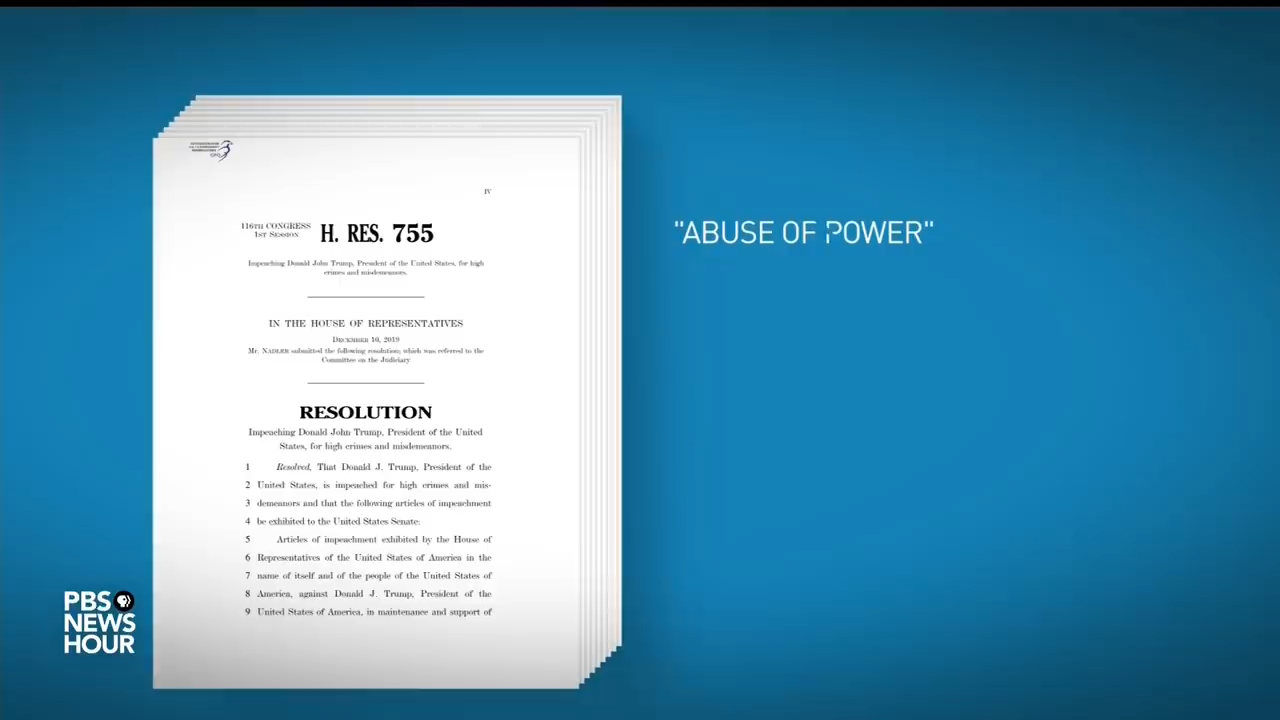 IV
116TH CONGRESS
1ST SESSION
H. RES. 755
Impeaching Donald John Trump, President of the United States, for high
crimes and misdemeanors.
IN THE HOUSE OF REPRESENTATIVES
DECEMBER 10, 2019
Mr. NADLER submitted the following resolution; which was referred to the
Committee on the Judiciary
RESOLUTION
Impeaching Donald John Trump, President of the United
States, for high crimes and misdemeanors.
1 Resolved, That Donald J. Trump, President of the
2 United States, is impeached for high crimes and mis-
3 demeanors and that the following articles of impeachment
4 be exhibited to the United States Senate:
5 Articles of impeachment exhibited by the House of
6 Representatives of the United States of America in the
7 name of itself and of the people of the United States of
8 America, against Donald J. Trump, President of the
9 United States of America, in maintenance and support of
"ABUSE OF POWER"
PBS
NEWS
HOUR